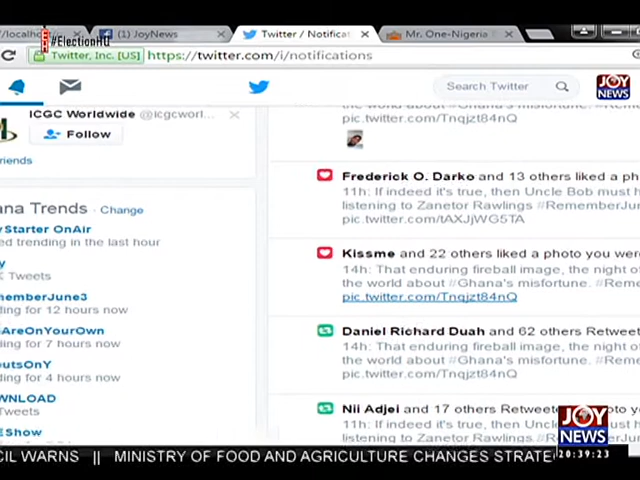 //localho
(1) JoyNews
Twitter / Notificat
Mr. One-Nigeria
#ElectionHQ
Twitter, Inc. [US]
https://twitter.com/i/notifications
Search Twitter
JOY
NEWS
ICGC Worldwide @icgcworl...
Follow
riends
ana Trends · Change
yStarter OnAir
ed trending in the last hour
y
K Tweets
memberJune3
ding for 12 hours now
AreOnYourOwn
ding for 7 hours now
outsOnY
ding for 4 hours now
WNLOAD
Tweets
EShow
the world about #Ghana's misfortune. #Reme
pic.twitter.com/Tnqjzt84nQ
Frederick O. Darko and 13 others liked a ph
11h: If indeed it's true, then Uncle Bob must h
listening to Zanetor Rawlings #RememberJun
pic.twitter.com/tAXJjWG5TA
Kissme and 22 others liked a photo you were
14h: That enduring fireball image, the night of
the world about #Ghana's misfortune. #Reme
pic.twitter.com/Tnqjzt84nQ
Daniel Richard Duah and 62 others Retweet
14h: That enduring fireball image, the night of
the world about #Ghana's misfortune. #Reme
pic.twitter.com/Tnqjzt84nQ
Nii Adjei and 17 others Retwee oto yo
11h: If indeed it's true, then U
listening to Zanetor Rawlings
JOY
NEWS
20:39:23
CIL WARNS || MINISTRY OF FOOD AND AGRICULTURE CHANGES STRATE